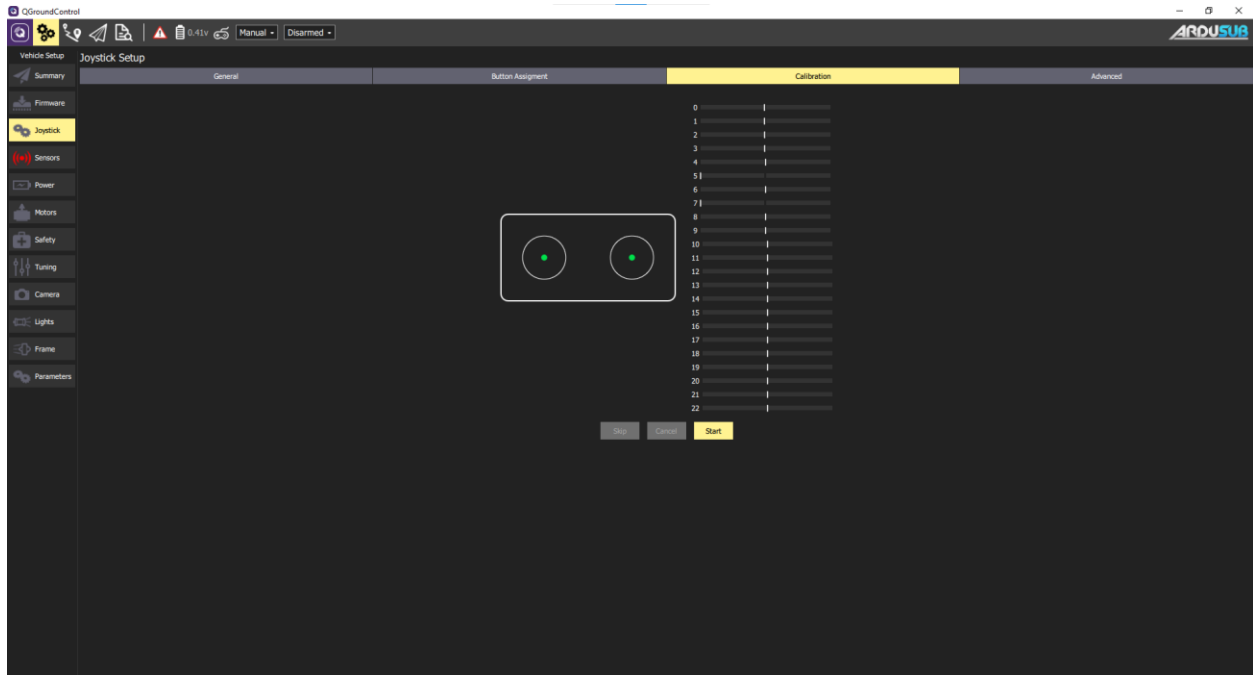 QGroundControl
0.41v Manual Disarmed
ARDUSUB
Vehicle Setup
Joystick Setup
Summary
General
Button Assigment
Calibration
Advanced
Firmware
Joystick
Sensors
Power
Motors
Safety
Tuning
Camera
Lights
Frame
Parameters
0
1
2
3
4
5
6
7
8
9
10
11
12
13
14
15
16
17
18
19
20
21
22
Skip
Cancel
Start